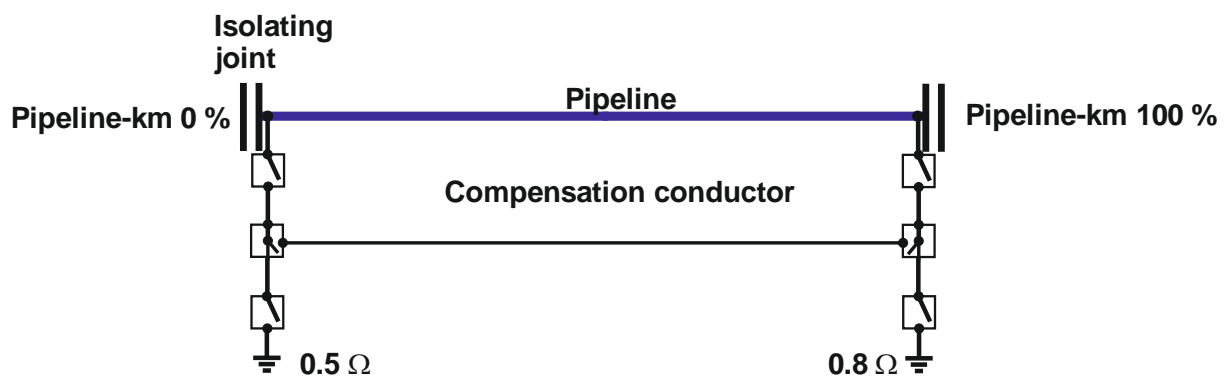 Isolating
joint
Pipeline
Pipeline-km 0 %
Pipeline-km 100 %
Compensation conductor
0.5 Ω
0.8 Ω